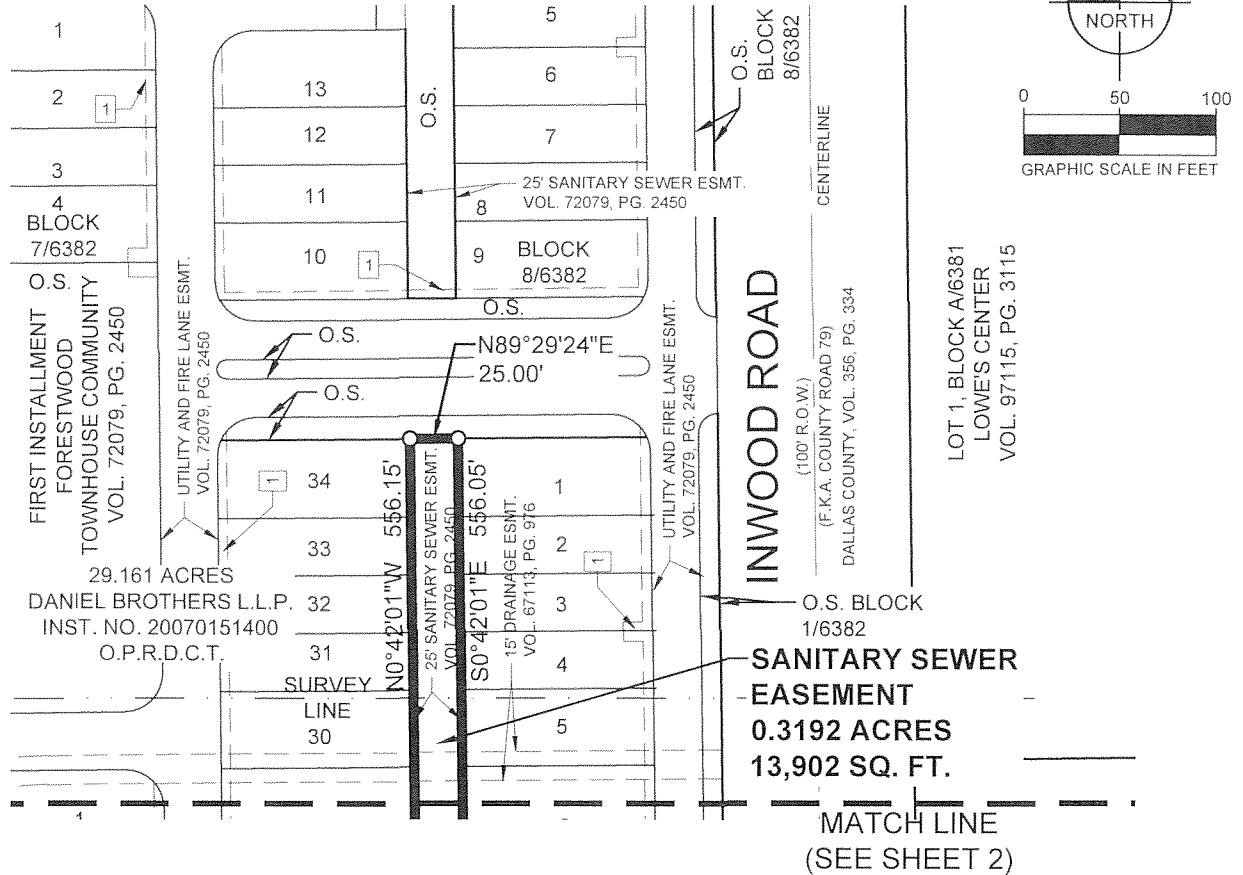 1
2
1
3
4
BLOCK
7/6382
O.S.
FIRST INSTALLMENT
FORESTWOOD
TOWNHOUSE COMMUNITY
VOL. 72079, PG. 2450
UTILITY AND FIRE LANE ESMT.
VOL. 72079, PG. 2450
13
12
11
10
1
O.S.
5
6
7
25' SANITARY SEWER ESMT.
VOL. 72079, PG. 2450
8
9
BLOCK
8/6382
O.S.
O.S.
O.S.
N89°29'24"E
25.00'
O.S.
BLOCK
8/6382
CENTERLINE
NORTH
0 50 100
GRAPHIC SCALE IN FEET
INWOOD ROAD
(100' R.O.W.)
(F.K.A. COUNTY ROAD 79)
DALLAS COUNTY, VOL. 356, PG. 334
LOT 1, BLOCK A/6381
LOWE'S CENTER
VOL. 97115, PG. 3115
UTILITY AND FIRE LANE ESMT.
VOL. 72079, PG. 2450
1
34
33
32
31
SURVEY
LINE
30
29.161 ACRES
DANIEL BROTHERS L.L.P.
INST. NO. 20070151400
O.P.R.D.C.T.
N0°42'01"W 556.15'
25' SANITARY SEWER ESMT.
VOL. 72079, PG. 2450
S0°42'01"E 556.05'
15' DRAINAGE ESMT.
VOL. 67113, PG. 976
1
2
1
3
4
5
O.S. BLOCK
1/6382
SANITARY SEWER
EASEMENT
0.3192 ACRES
13,902 SQ. FT.
MATCH LINE
(SEE SHEET 2)